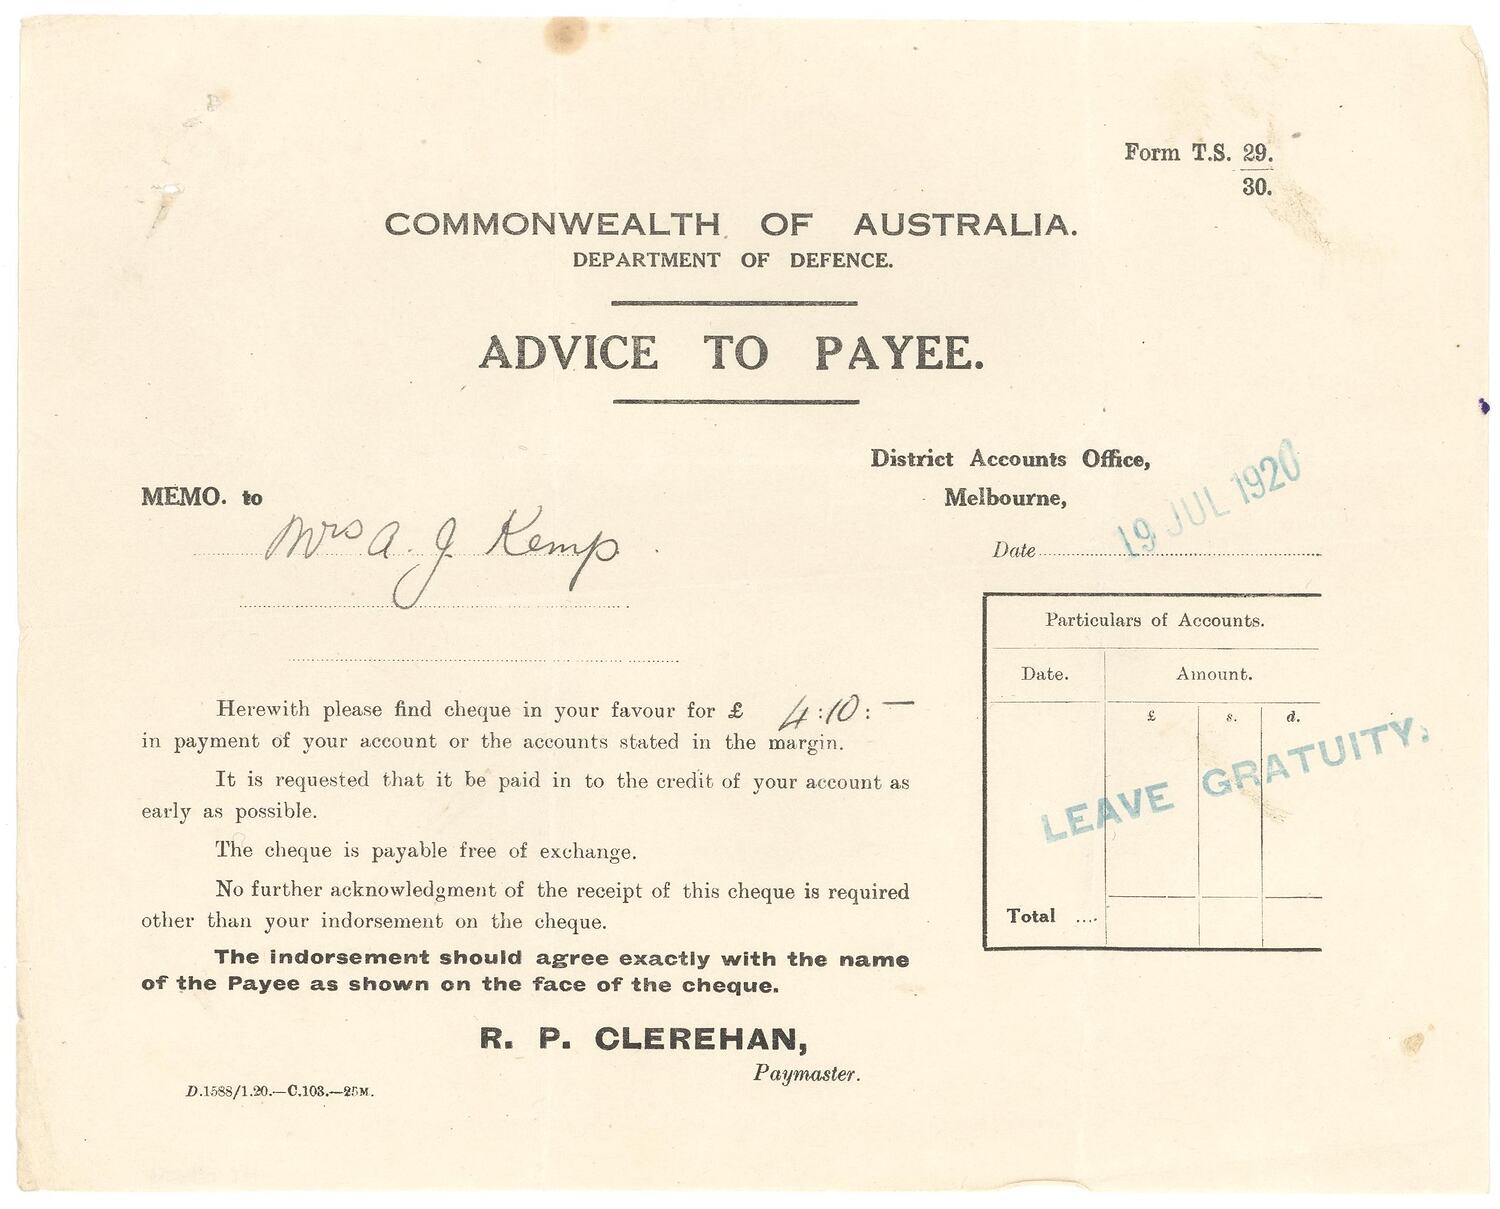 Form T.S. 29.
30.
COMMONWEALTH OF AUSTRALIA.
DEPARTMENT OF DEFENCE.
ADVICE TO PAYEE.
District Accounts Office,
Melbourne,
MEMO. to
Mrs A. J Kemp
Date 19 JUL 1920
Particulars of Accounts.
Date. Amount.
£ s. d.
LEAVE GRATUITY.
Total ....
Herewith please find cheque in your favour for £ 4:10:—
in payment of your account or the accounts stated in the margin.
It is requested that it be paid in to the credit of your account as
early as possible.
The cheque is payable free of exchange.
No further acknowledgment of the receipt of this cheque is required
other than your indorsement on the cheque.
The indorsement should agree exactly with the name
of the Payee as shown on the face of the cheque.
R. P. CLEREHAN,
Paymaster.
D.1588/1.20.—C.103.—25M.